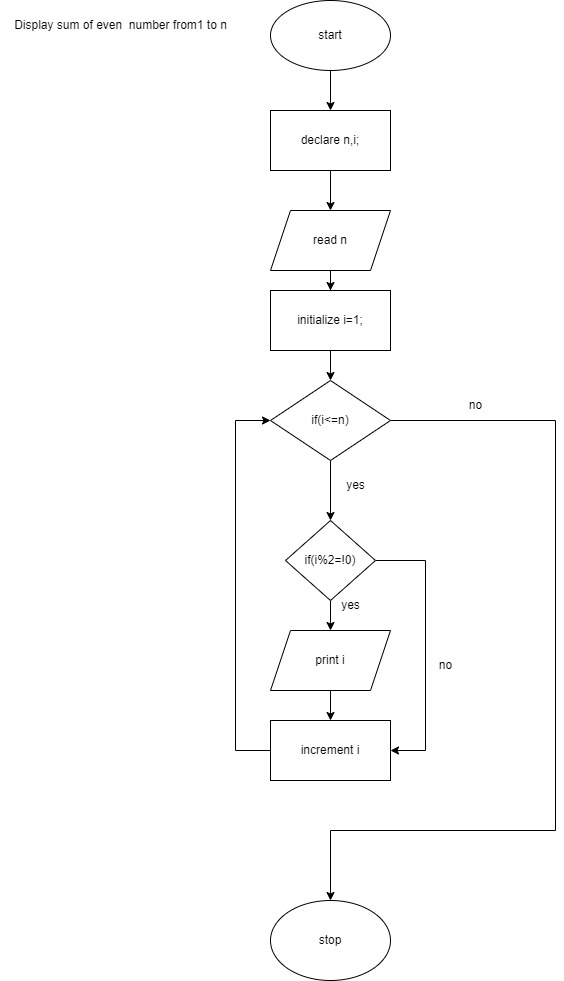 Display sum of even  number from1 to n
start
declare n,i;
read n
initialize i=1;
if(i<=n)
no
yes
if(i%2=!0)
yes
print i
no
increment i
stop